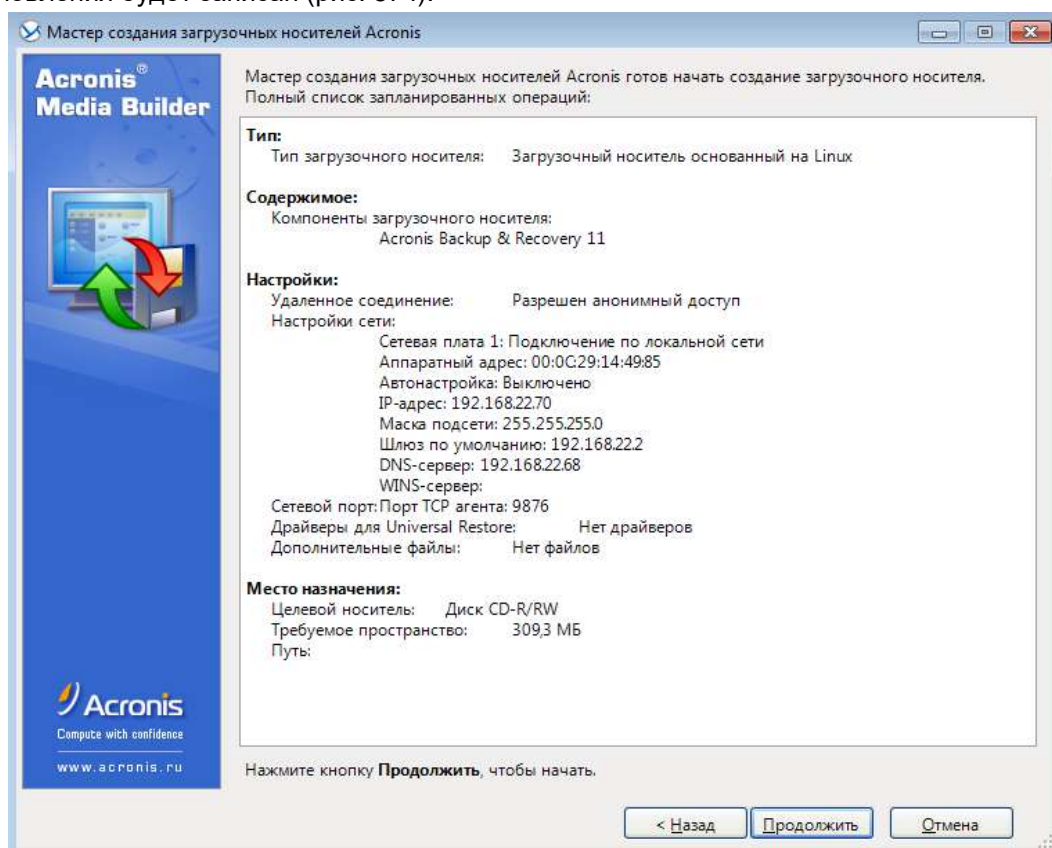 будет записан
Мастер создания загрузочных носителей Acronis
Acronis®
Media Builder
Мастер создания загрузочных носителей Acronis готов начать создание загрузочного носителя.
Полный список запланированных операций:
Тип:
Тип загрузочного носителя: Загрузочный носитель основанный на Linux
Содержимое:
Компоненты загрузочного носителя:
Acronis Backup & Recovery 11
Настройки:
Удаленное соединение: Разрешен анонимный доступ
Настройки сети:
Сетевая плата 1: Подключение по локальной сети
Аппаратный адрес: 00:0C:29:14:49:85
Автонастройка: Выключено
IP-адрес: 192.168.22.70
Маска подсети: 255.255.255.0
Шлюз по умолчанию: 192.168.22.2
DNS-сервер: 192.168.22.68
WINS-сервер:
Сетевой порт: Порт TCP агента: 9876
Драйверы для Universal Restore: Нет драйверов
Дополнительные файлы: Нет файлов
Место назначения:
Целевой носитель: Диск CD-R/RW
Требуемое пространство: 309,3 МБ
Путь:
Acronis
Compute with confidence
www.acronis.ru
Нажмите кнопку Продолжить, чтобы начать.
< Назад Продолжить Отмена